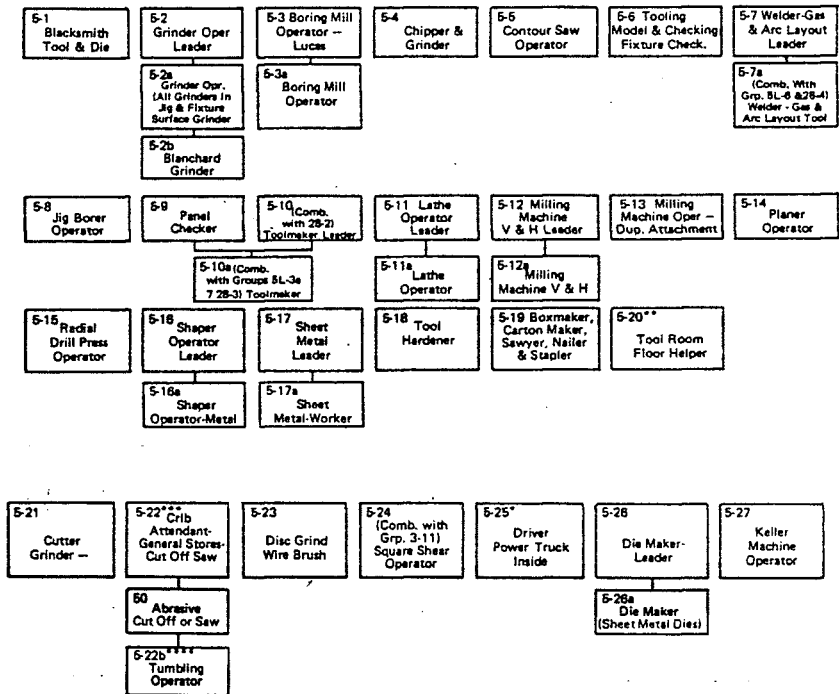 5-1
Blacksmith
Tool & Die
5-2
Grinder Oper
Leader
5-3 Boring Mill
Operator –
Lucas
5-4
Chipper &
Grinder
5-5
Contour Saw
Operator
5-6 Tooling
Model & Checking
Fixture Check.
5-7 Welder-Gas
& Arc Layout
Leader
5-2a
Grinder Opr.
(All Grinders In
Jig & Fixture
Surface Grinder
5-3a
Boring Mill
Operator
5-7a
(Comb. With
Grp. 5L-6 & 28-4)
Welder - Gas &
Arc Layout Tool
5-2b
Blanchard
Grinder
5-8
Jig Borer
Operator
5-9
Panel
Checker
5-10
(Comb.
with 28-2)
Toolmaker Leader
5-11 Lathe
Operator
Leader
5-12 Milling
Machine
V & H Leader
5-13 Milling
Machine Oper –
Dup. Attachment
5-14
Planer
Operator
5-10a (Comb.
with Groups 5L-3a
7 28-3) Toolmaker
5-11a
Lathe
Operator
5-12a
Milling
Machine V & H
5-15
Radial
Drill Press
Operator
5-16
Shaper
Operator
Leader
5-17
Sheet
Metal
Leader
5-18
Tool
Hardener
5-19 Boxmaker,
Carton Maker,
Sawyer, Nailer
& Stapler
5-20**
Tool Room
Floor Helper
5-16a
Shaper
Operator-Metal
5-17a
Sheet
Metal-Worker
5-21
Cutter
Grinder –
5-22***
Crib
Attendant-
General Stores-
Cut Off Saw
5-23
Disc Grind
Wire Brush
5-24
(Comb. with
Grp. 3-11)
Square Shear
Operator
5-25*
Driver
Power Truck
Inside
5-26
Die Maker-
Leader
5-27
Keller
Machine
Operator
50
Abrasive
Cut Off or Saw
5-26a
Die Maker
(Sheet Metal Dies)
5-22b****
Tumbling
Operator